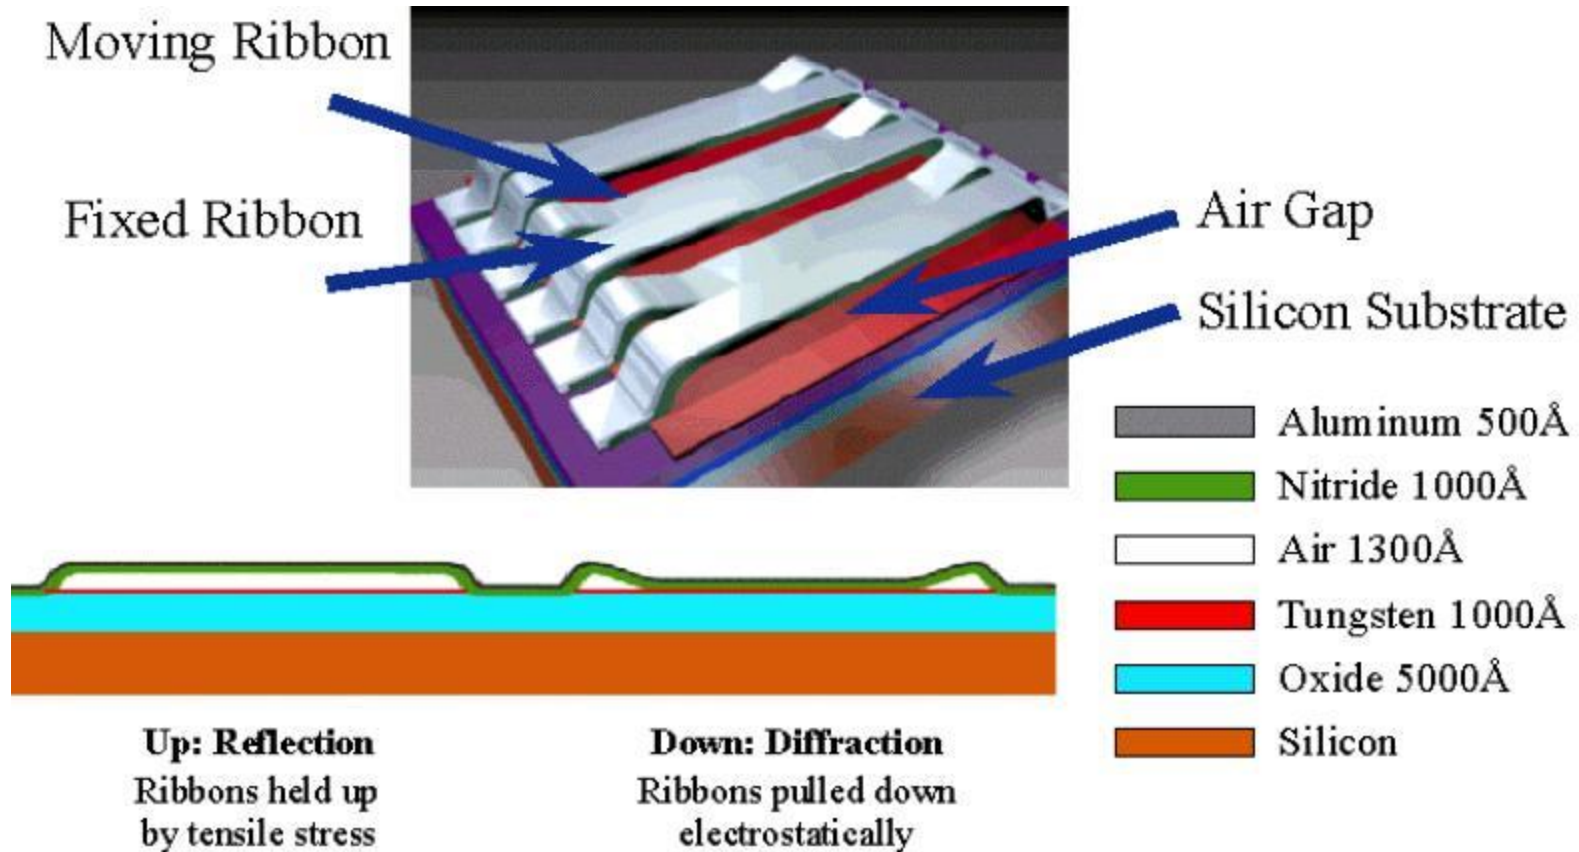 Moving Ribbon
Fixed Ribbon
Air Gap
Silicon Substrate
Aluminum 500Å
Nitride 1000Å
Air 1300Å
Tungsten 1000Å
Oxide 5000Å
Silicon
Up: Reflection
Ribbons held up
by tensile stress
Down: Diffraction
Ribbons pulled down
electrostatically